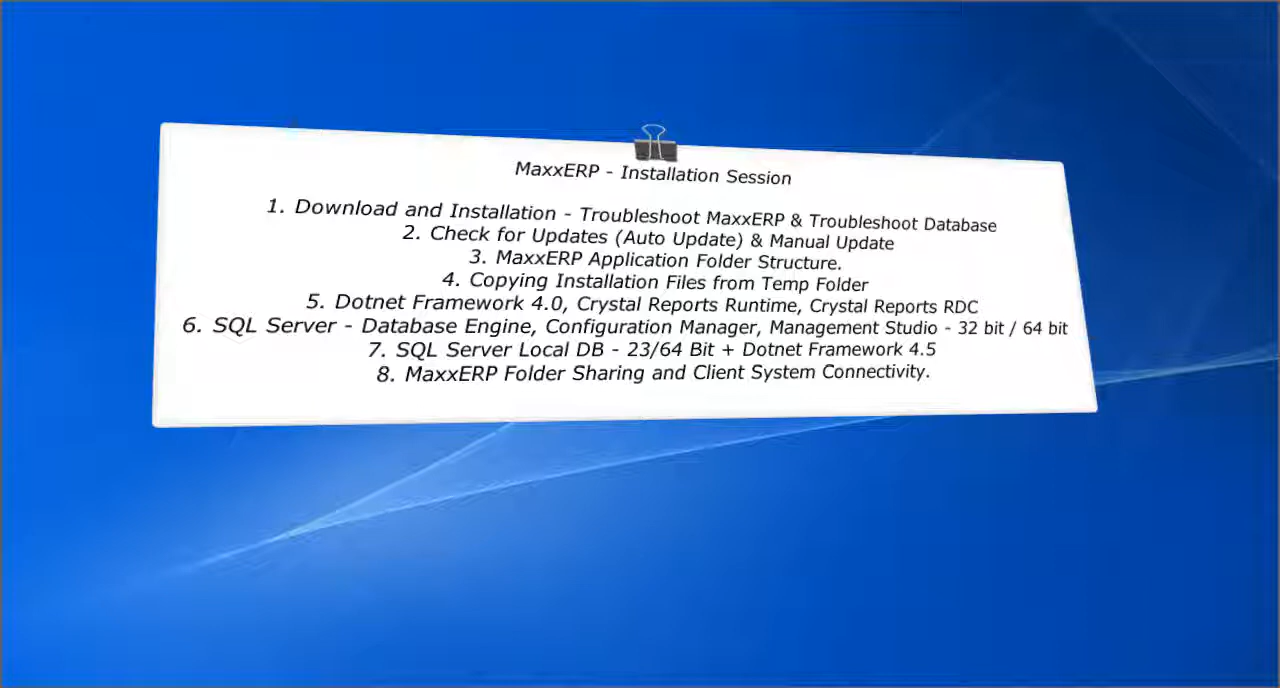 MaxxERP - Installation Session
1. Download and Installation - Troubleshoot MaxxERP & Troubleshoot Database
2. Check for Updates (Auto Update) & Manual Update
3. MaxxERP Application Folder Structure.
4. Copying Installation Files from Temp Folder
5. Dotnet Framework 4.0, Crystal Reports Runtime, Crystal Reports RDC
6. SQL Server - Database Engine, Configuration Manager, Management Studio - 32 bit / 64 bit
7. SQL Server Local DB - 23/64 Bit + Dotnet Framework 4.5
8. MaxxERP Folder Sharing and Client System Connectivity.